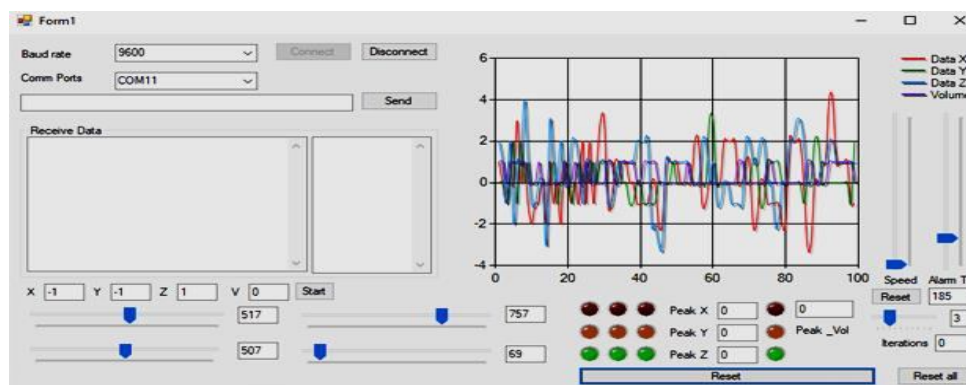 Form1
Baud rate 9600 Connect Disconnect
Comm Ports COM11
Send
Receive Data
6
4
2
0
-2
-4
0 20 40 60 80 100
Data X
Data Y
Data Z
Volume
X -1 Y -1 Z 1 V 0 Start
517 757
507 69
Peak X 0 0
Peak Y 0 Peak _Vol
Peak Z 0
Reset
Speed Alarm T
Reset 185
3
Iterations 0
Reset all